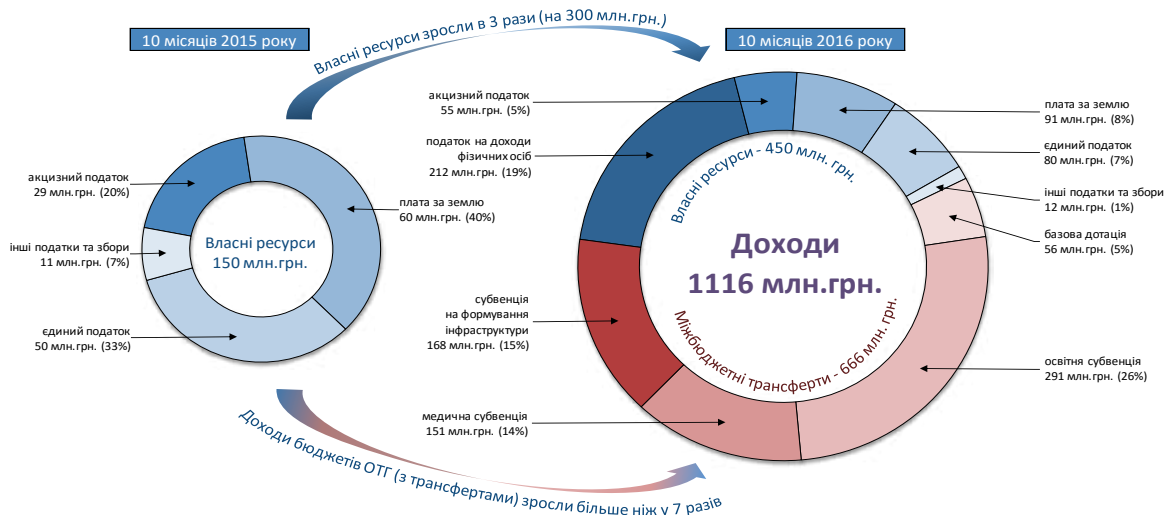 Власні ресурси зросли в 3 рази (на 300 млн.грн.)
10 місяців 2015 року
10 місяців 2016 року
акцизний податок
29 млн.грн. (20%)
інші податки та збори
11 млн.грн. (7%)
єдиний податок
50 млн.грн. (33%)
плата за землю
60 млн.грн. (40%)
Власні ресурси
150 млн.грн.
акцизний податок
55 млн.грн. (5%)
податок на доходи
фізичних осіб
212 млн.грн. (19%)
субвенція
на формування
інфраструктури
168 млн.грн. (15%)
медична субвенція
151 млн.грн. (14%)
Власні ресурси - 450 млн. грн.
Доходи
1116 млн.грн.
Міжбюджетні трансферти - 666 млн. грн.
плата за землю
91 млн.грн. (8%)
єдиний податок
80 млн.грн. (7%)
інші податки та збори
12 млн.грн. (1%)
базова дотація
56 млн.грн. (5%)
освітня субвенція
291 млн.грн. (26%)
Доходи бюджетів ОТГ (з трансфертами) зросли більше ніж у 7 разів